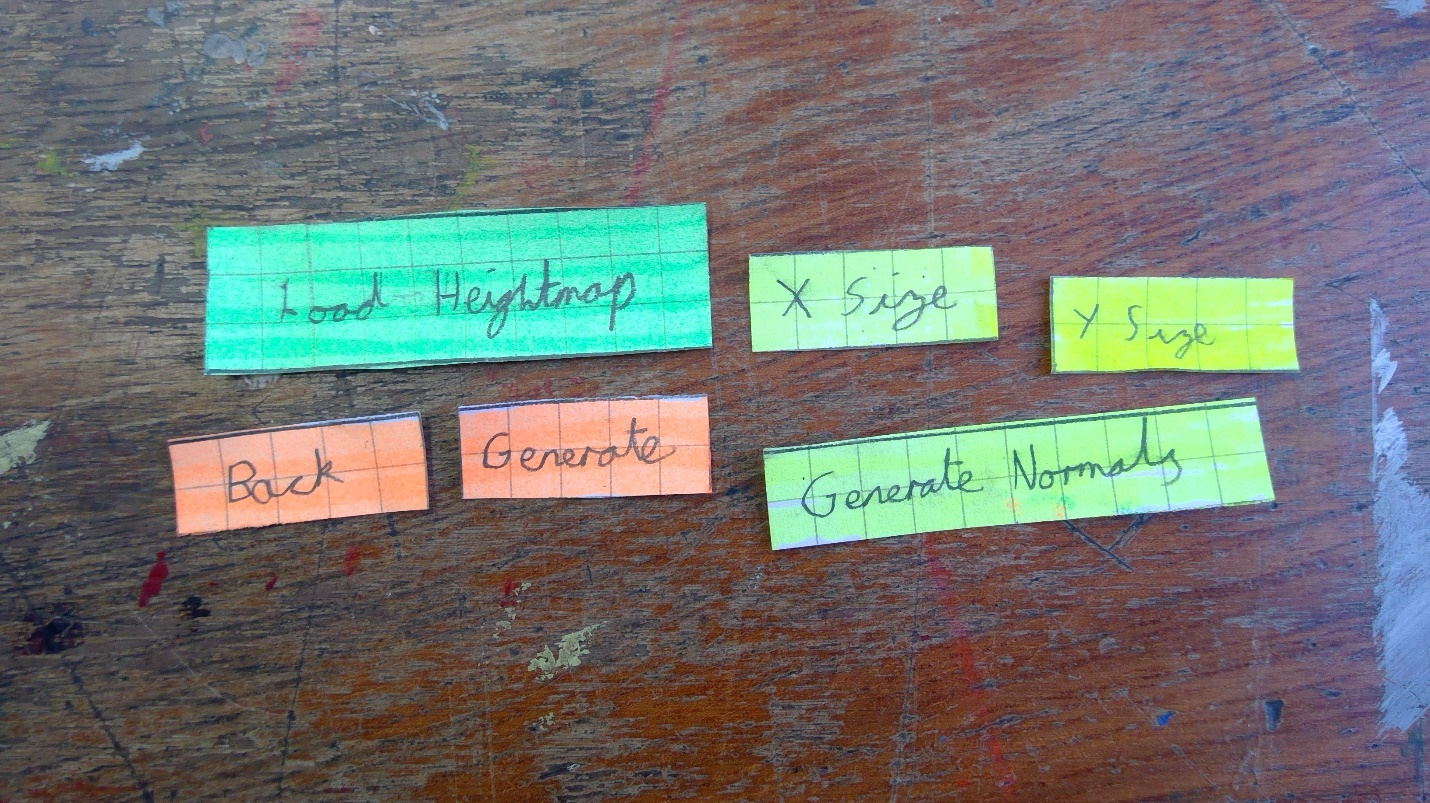 Load Heightmap
X Size
Y Size
Back
Generate
Generate Normals